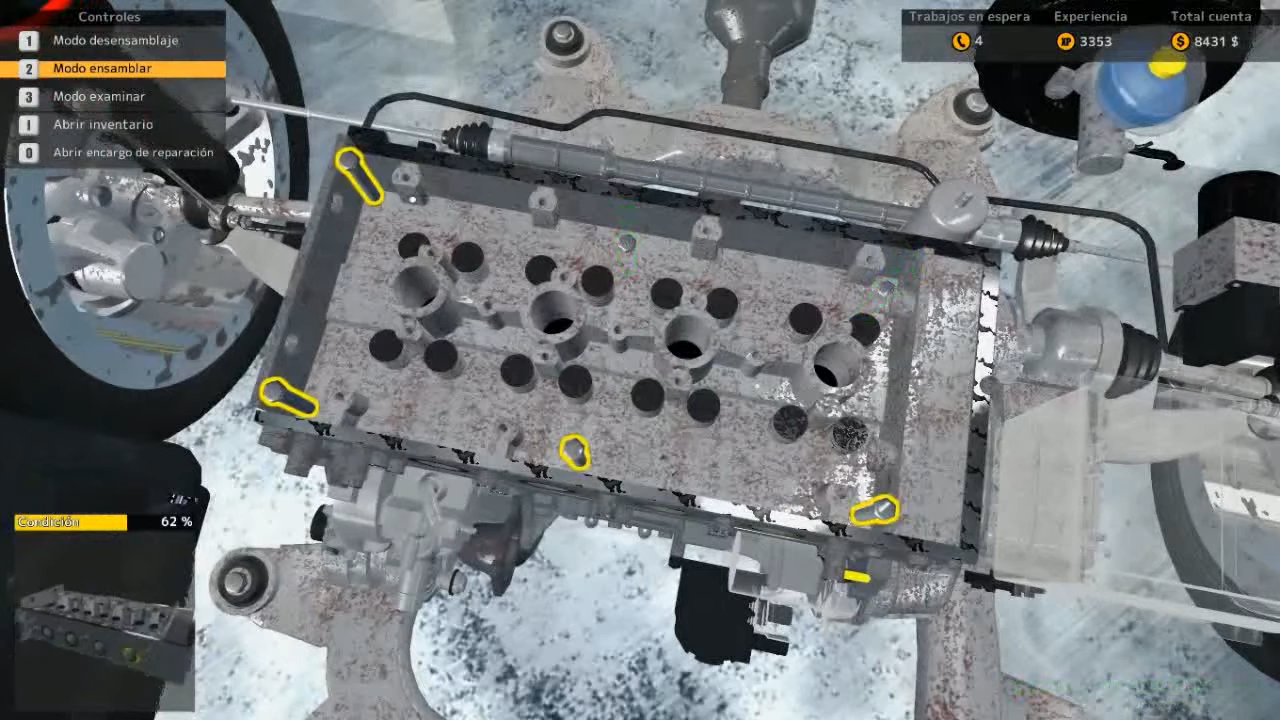 Controles
1 Modo desensamblaje
2 Modo ensamblar
3 Modo examinar
I Abrir inventario
O Abrir encargo de reparación
Trabajos en espera
4
Experiencia
XP 3353
Total cuenta
$ 8431 $
Condición 62 %